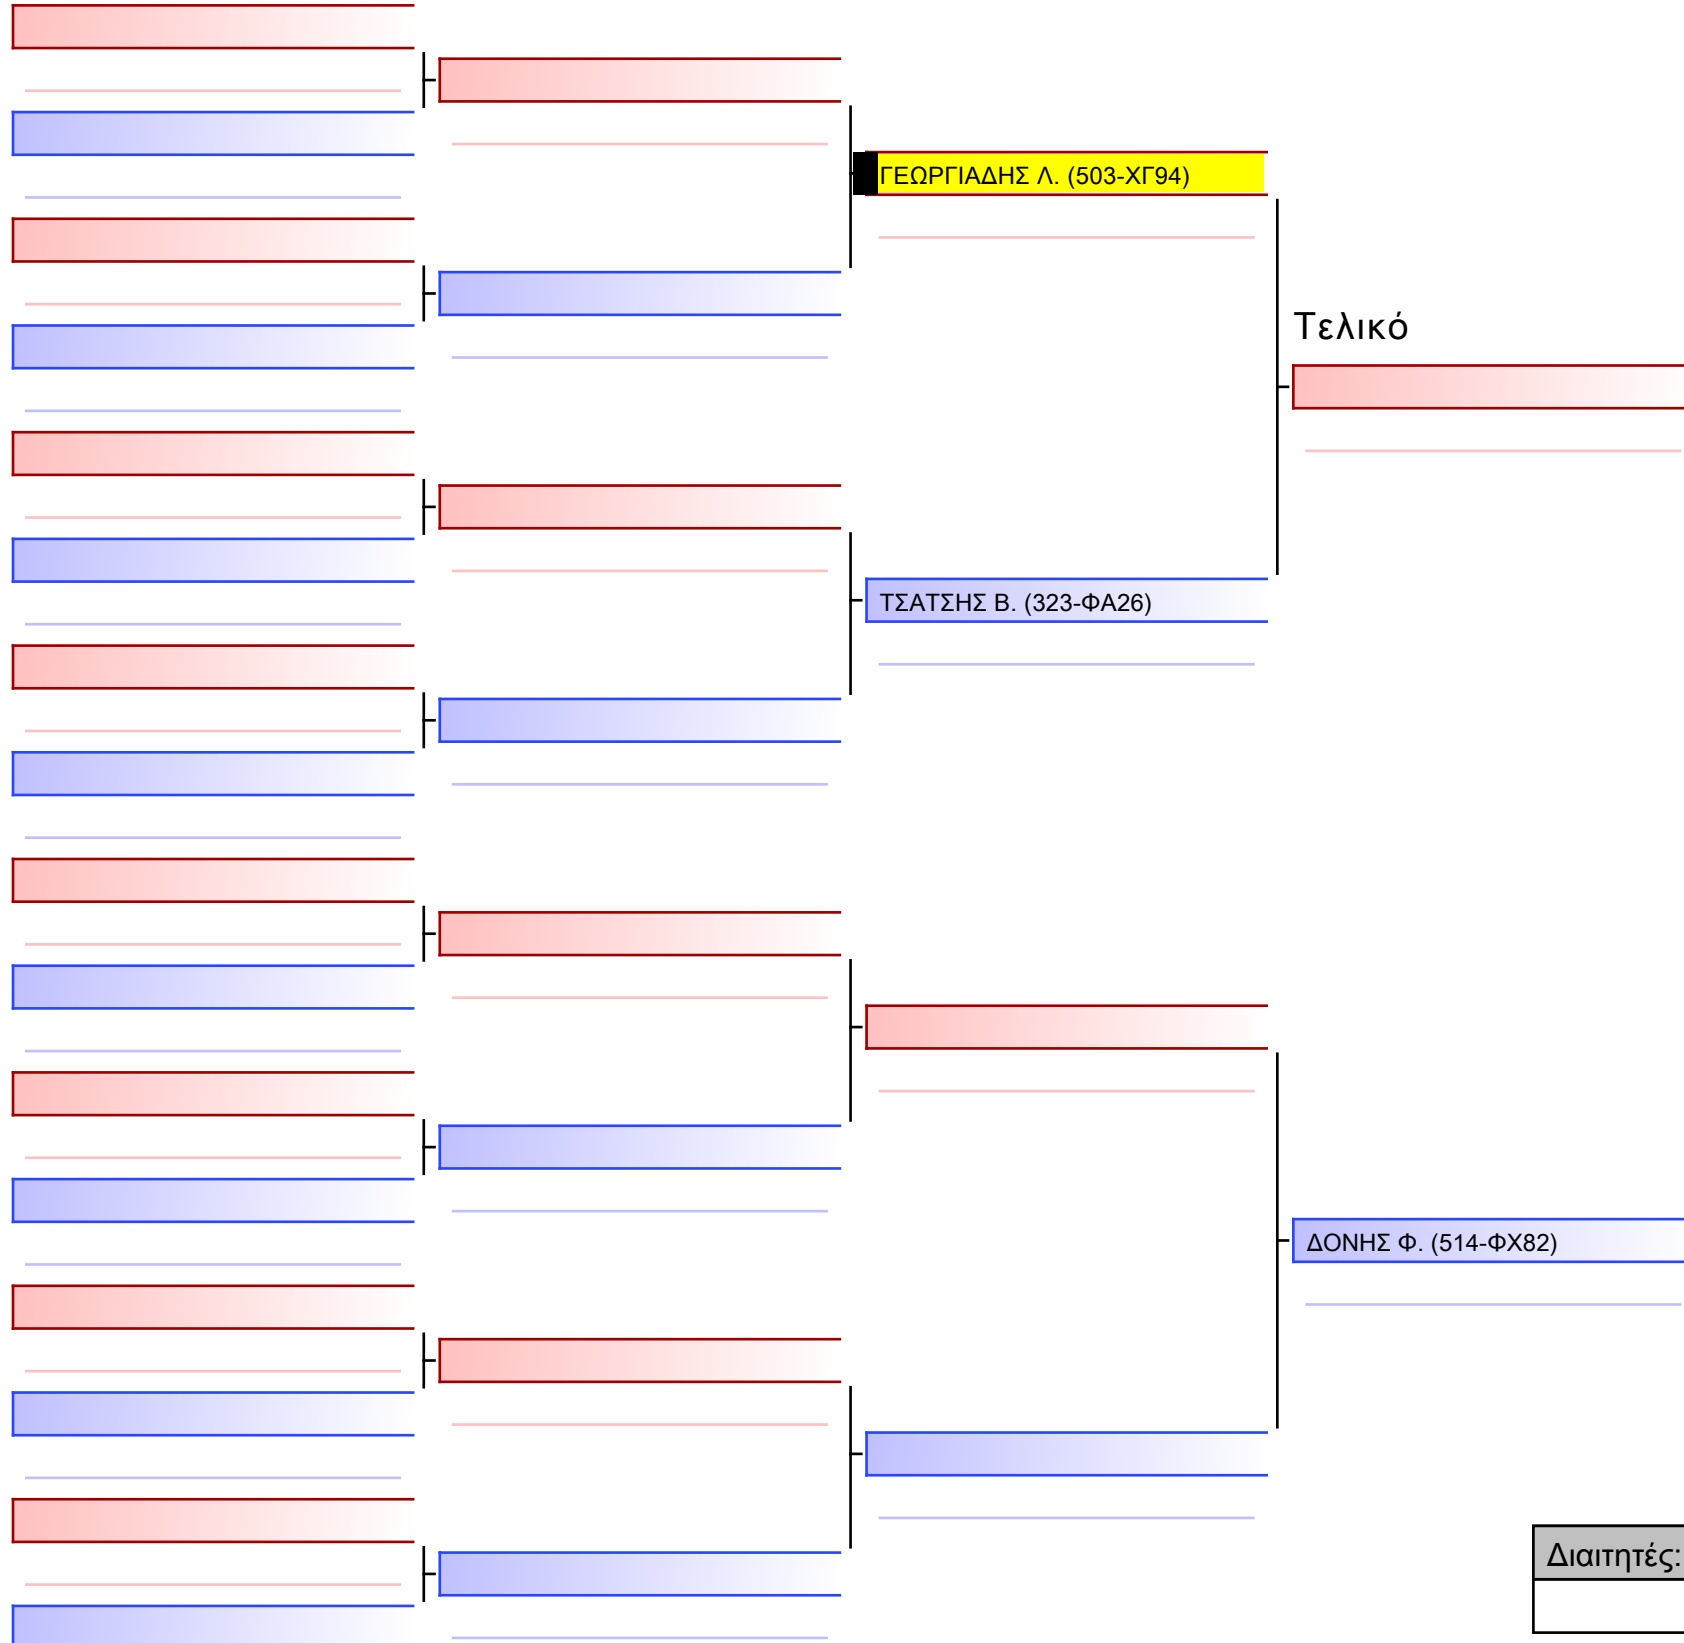 ΓΕΩΡΓΙΑΔΗΣ Λ. (503-ΧΓ94)
Τελικό
ΤΣΑΤΣΗΣ Β. (323-ΦΑ26)
ΔΟΝΗΣ Φ. (514-ΦΧ82)
Διαιτητές: